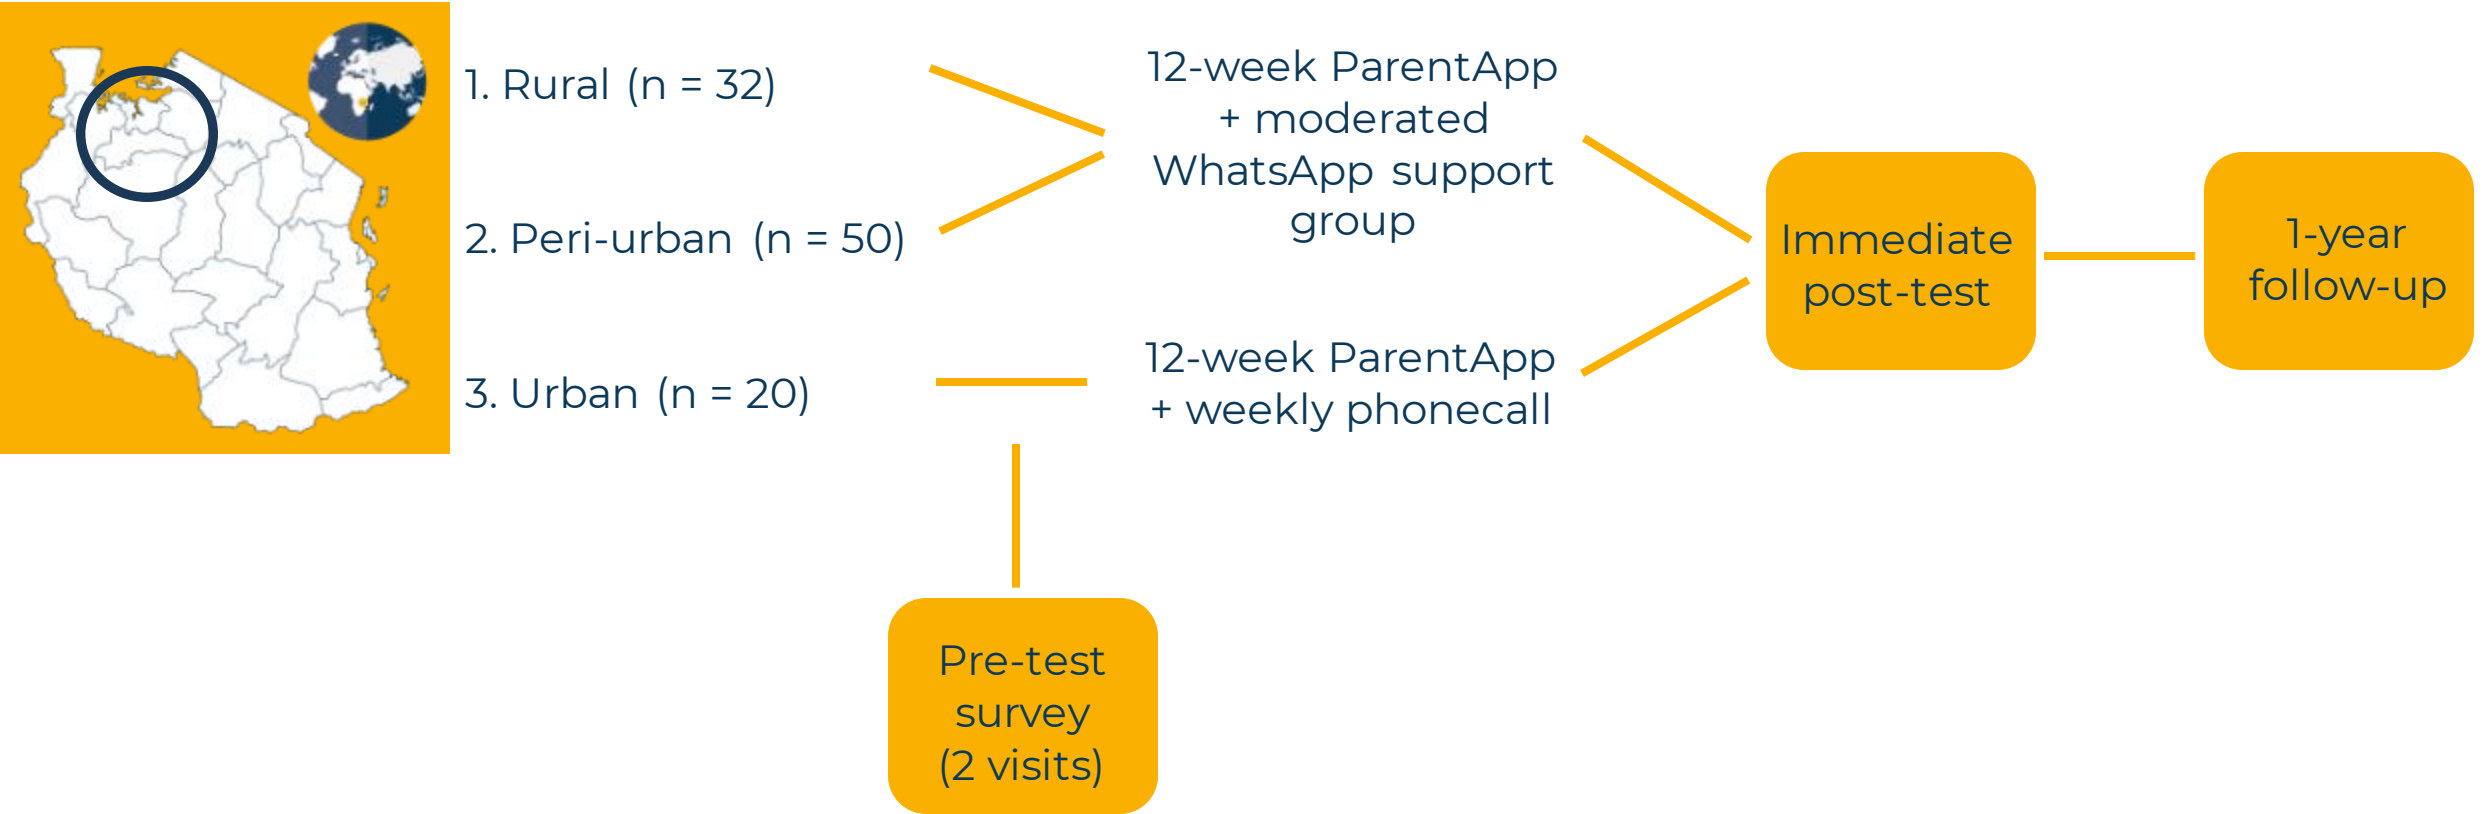 1. Rural (n = 32)
2. Peri-urban (n = 50)
3. Urban (n = 20)
12-week ParentApp
+ moderated
WhatsApp support
group
12-week ParentApp
+ weekly phonecall
Pre-test
survey
(2 visits)
Immediate
post-test
1-year
follow-up